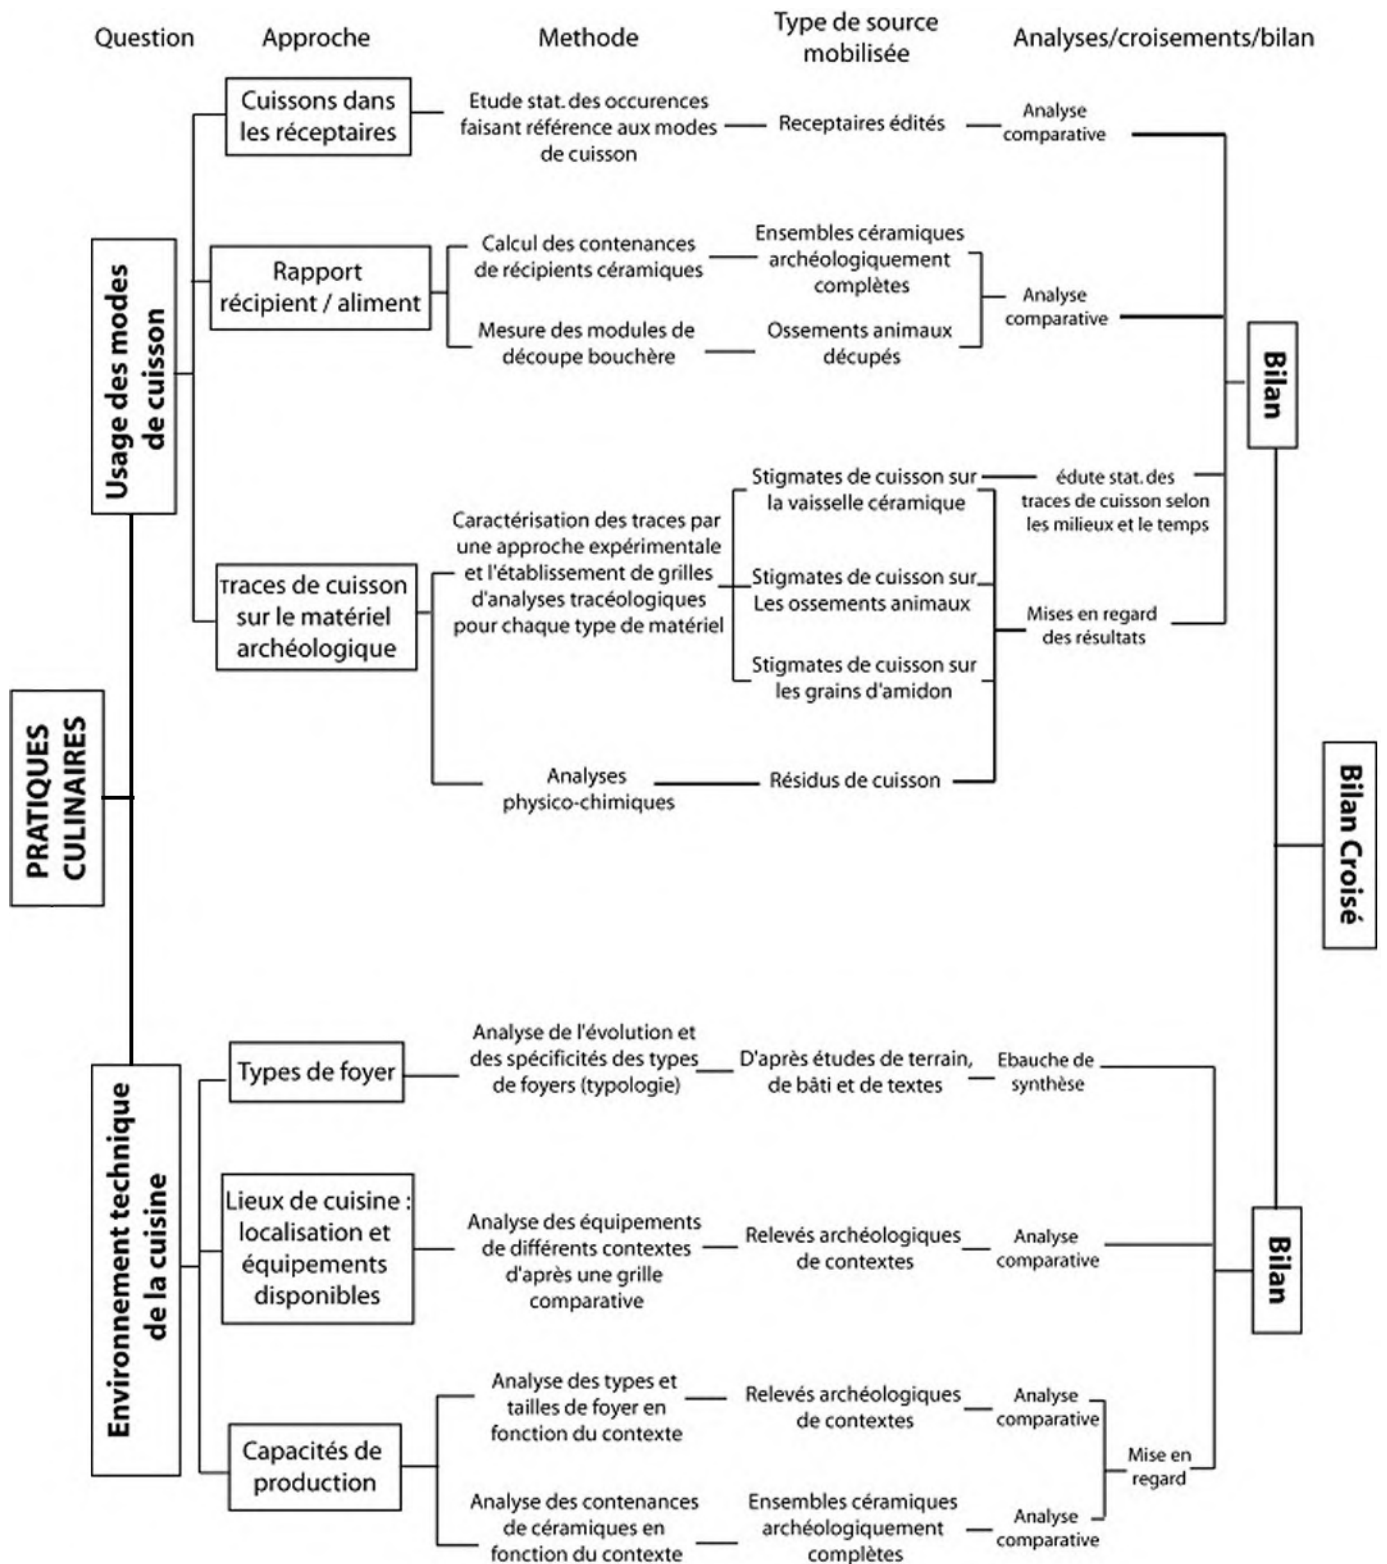 Question
Approche
Methode
Type de source
mobilisée
Analyses/croisements/bilan
PRATIQUES
CULINAIRES
Usage des modes
de cuisson
Cuissons dans
les réceptaires
Etude stat. des occurences
faisant référence aux modes
de cuisson
Receptaires édités
Analyse
comparative
Rapport
récipient / aliment
Calcul des contenances
de récipients céramiques
Ensembles céramiques
archéologiquement
complètes
Mesure des modules de
découpe bouchère
Ossements animaux
décupés
Analyse
comparative
Traces de cuisson
sur le matériel
archéologique
Caractérisation des traces par
une approche expérimentale
et l'établissement de grilles
d'analyses tracéologiques
pour chaque type de matériel
Stigmates de cuisson sur
la vaisselle céramique
édute stat. des
traces de cuisson selon
les milieux et le temps
Stigmates de cuisson sur
Les ossements animaux
Stigmates de cuisson sur
les grains d'amidon
Mises en regard
des résultats
Analyses
physico-chimiques
Résidus de cuisson
Bilan
Bilan Croisé
Environnement technique
de la cuisine
Types de foyer
Analyse de l'évolution et
des spécificités des types
de foyers (typologie)
D'après études de terrain,
de bâti et de textes
Ebauche de
synthèse
Lieux de cuisine :
localisation et
équipements
disponibles
Analyse des équipements
de différents contextes
d'après une grille
comparative
Relevés archéologiques
de contextes
Analyse
comparative
Capacités de
production
Analyse des types et
tailles de foyer en
fonction du contexte
Relevés archéologiques
de contextes
Analyse
comparative
Analyse des contenances
de céramiques en
fonction du contexte
Ensembles céramiques
archéologiquement
complètes
Analyse
comparative
Mise en
regard
Bilan